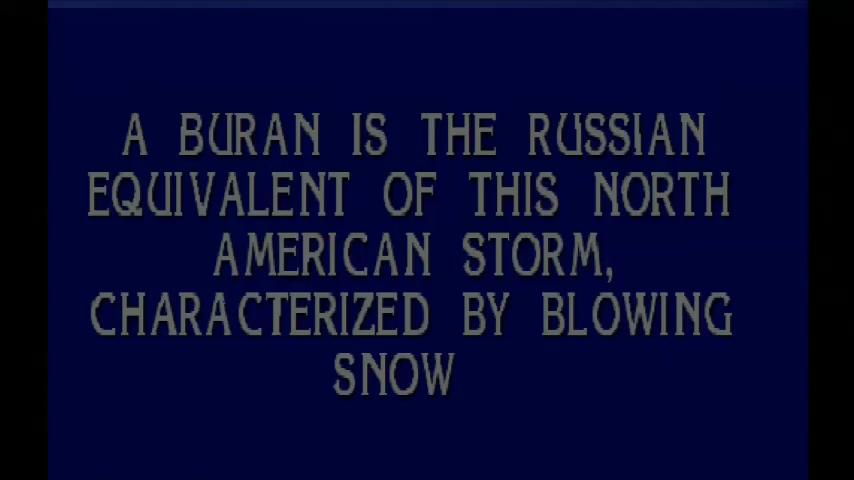 A BURAN IS THE RUSSIAN
EQUIVALENT OF THIS NORTH
AMERICAN STORM,
CHARACTERIZED BY BLOWING
SNOW